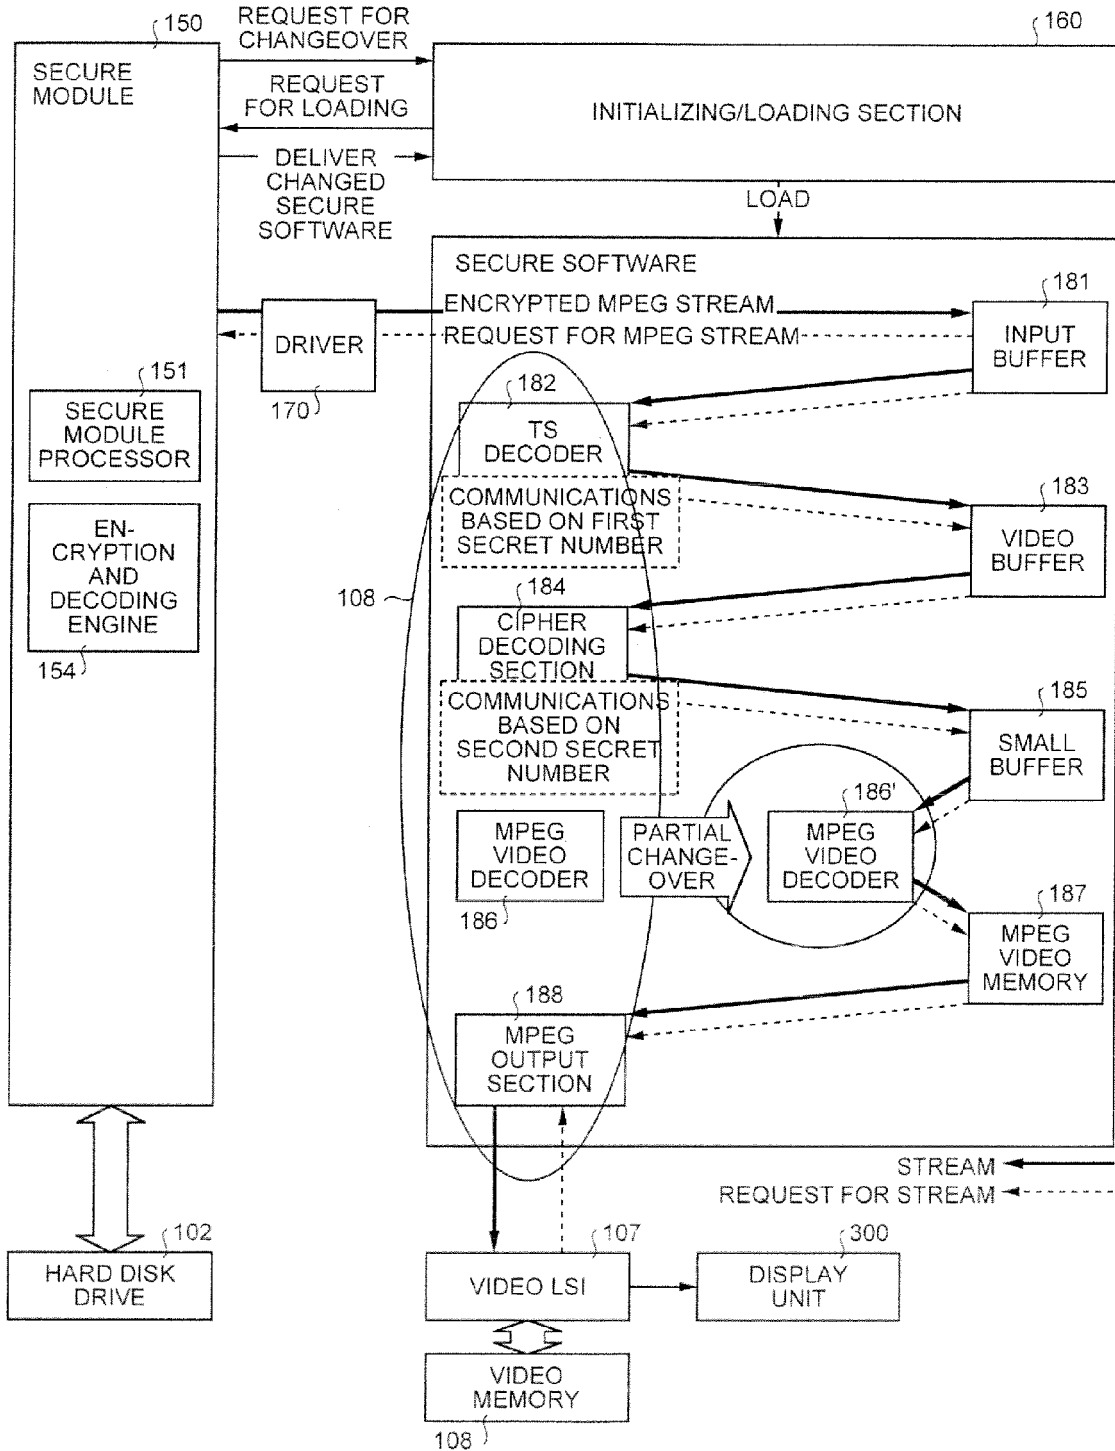 150
REQUEST FOR
CHANGEOVER
160
SECURE
MODULE
REQUEST
FOR LOADING
INITIALIZING/LOADING SECTION
DELIVER
CHANGED
SECURE
SOFTWARE
LOAD
SECURE SOFTWARE
181
ENCRYPTED MPEG STREAM
REQUEST FOR MPEG STREAM
INPUT
BUFFER
DRIVER
170
151
SECURE
MODULE
PROCESSOR
182
TS
DECODER
COMMUNICATIONS
BASED ON FIRST
SECRET NUMBER
183
VIDEO
BUFFER
EN-
CRYPTION
AND
DECODING
ENGINE
154
108
184
CIPHER
DECODING
SECTION
COMMUNICATIONS
BASED ON
SECOND SECRET
NUMBER
185
SMALL
BUFFER
186'
MPEG
VIDEO
DECODER
186
PARTIAL
CHANGE-
OVER
MPEG
VIDEO
DECODER
187
MPEG
VIDEO
MEMORY
188
MPEG
OUTPUT
SECTION
STREAM
REQUEST FOR STREAM
102
HARD DISK
DRIVE
107
VIDEO LSI
300
DISPLAY
UNIT
VIDEO
MEMORY
108